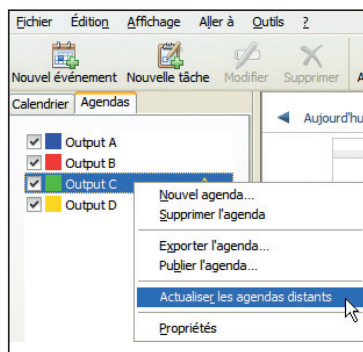 Fichier Édition Affichage Aller à Outils ?
Nouvel événement Nouvelle tâche Modifier Supprimer
Calendrier Agendas
Aujourd'hu
Output A
Output B
Output C
Output D
Nouvel agenda...
Supprimer l'agenda
Exporter l'agenda...
Publier l'agenda...
Actualiser les agendas distants
Propriétés